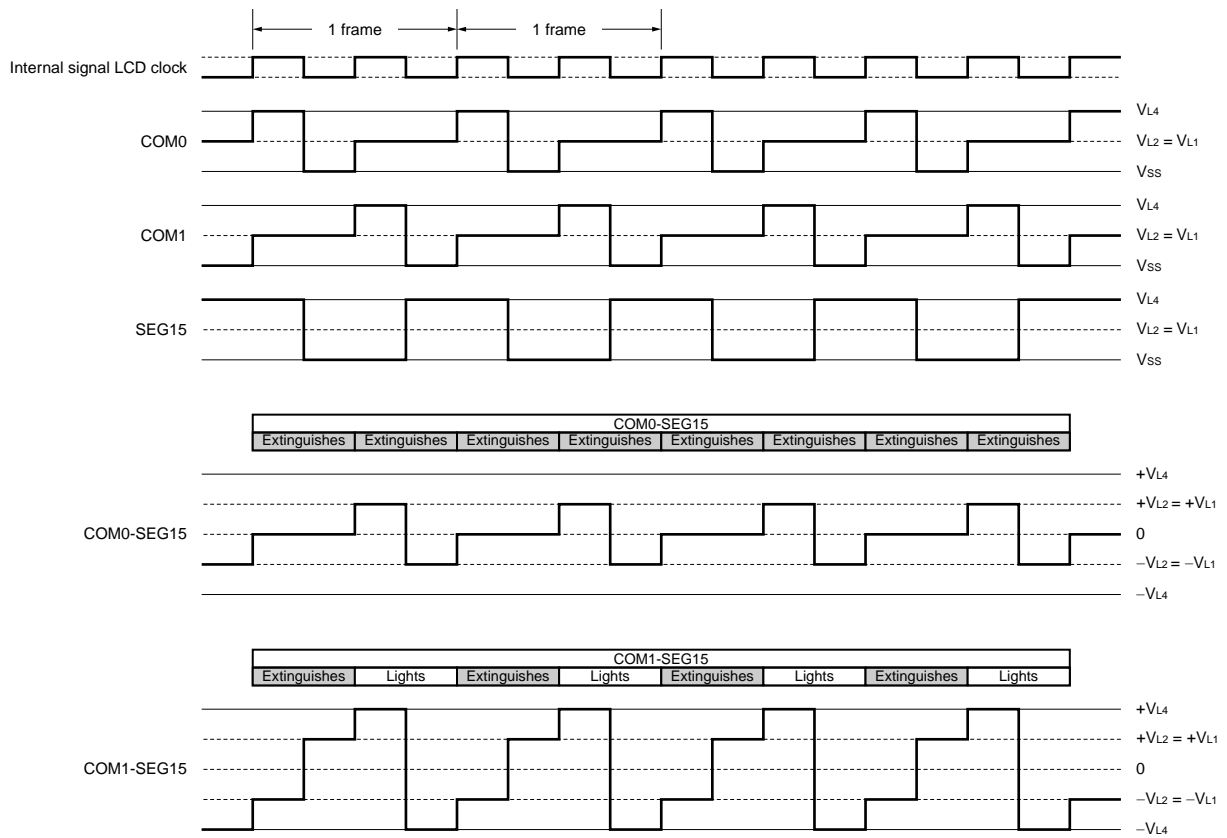 1 frame 1 frame
Internal signal LCD clock
COM0
VL4
VL2 = VL1
VSS
COM1
VL4
VL2 = VL1
VSS
SEG15
VL4
VL2 = VL1
VSS
COM0-SEG15
Extinguishes Extinguishes Extinguishes Extinguishes Extinguishes Extinguishes Extinguishes Extinguishes
COM0-SEG15
+VL4
+VL2 = +VL1
0
−VL2 = −VL1
−VL4
COM1-SEG15
Extinguishes Lights Extinguishes Lights Extinguishes Lights Extinguishes Lights
COM1-SEG15
+VL4
+VL2 = +VL1
0
−VL2 = −VL1
−VL4